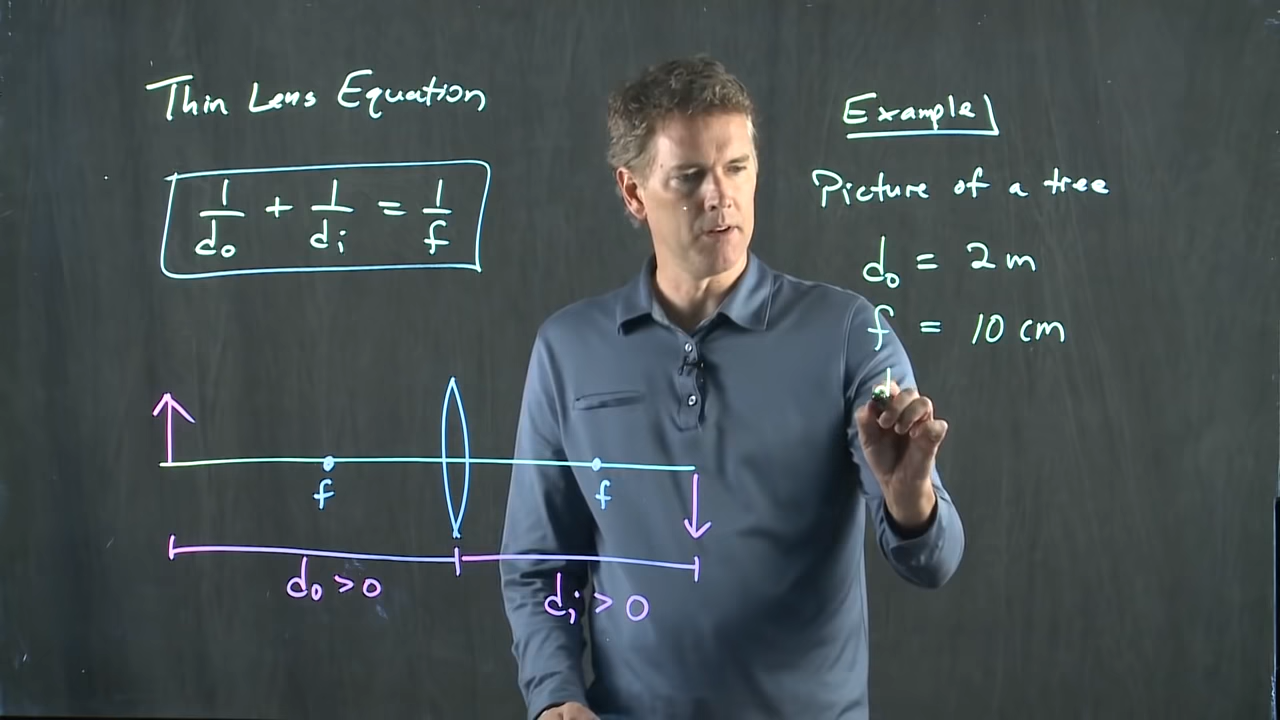 Thin Lens Equation
1/do + 1/di = 1/f
f
f
do > 0
di > 0
Example
Picture of a tree
do = 2 m
f = 10 cm
d